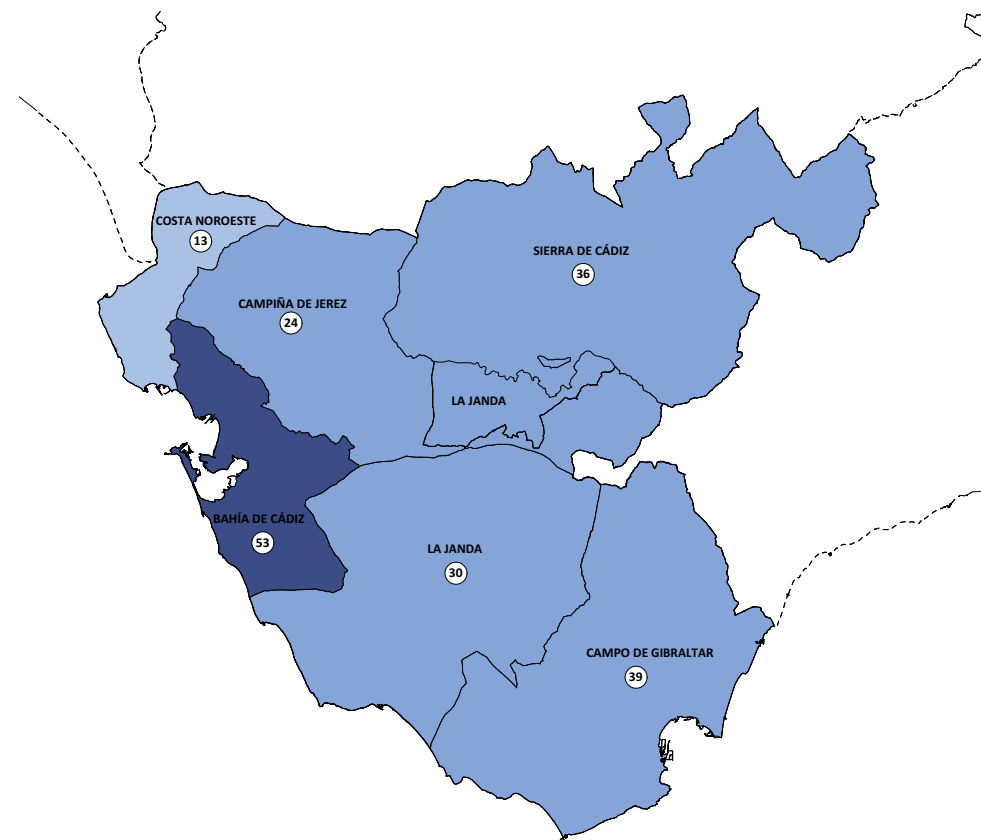 COSTA NOROESTE
13
SIERRA DE CÁDIZ
36
CAMPIÑA DE JEREZ
24
LA JANDA
BAHÍA DE CÁDIZ
53
LA JANDA
30
CAMPO DE GIBRALTAR
39